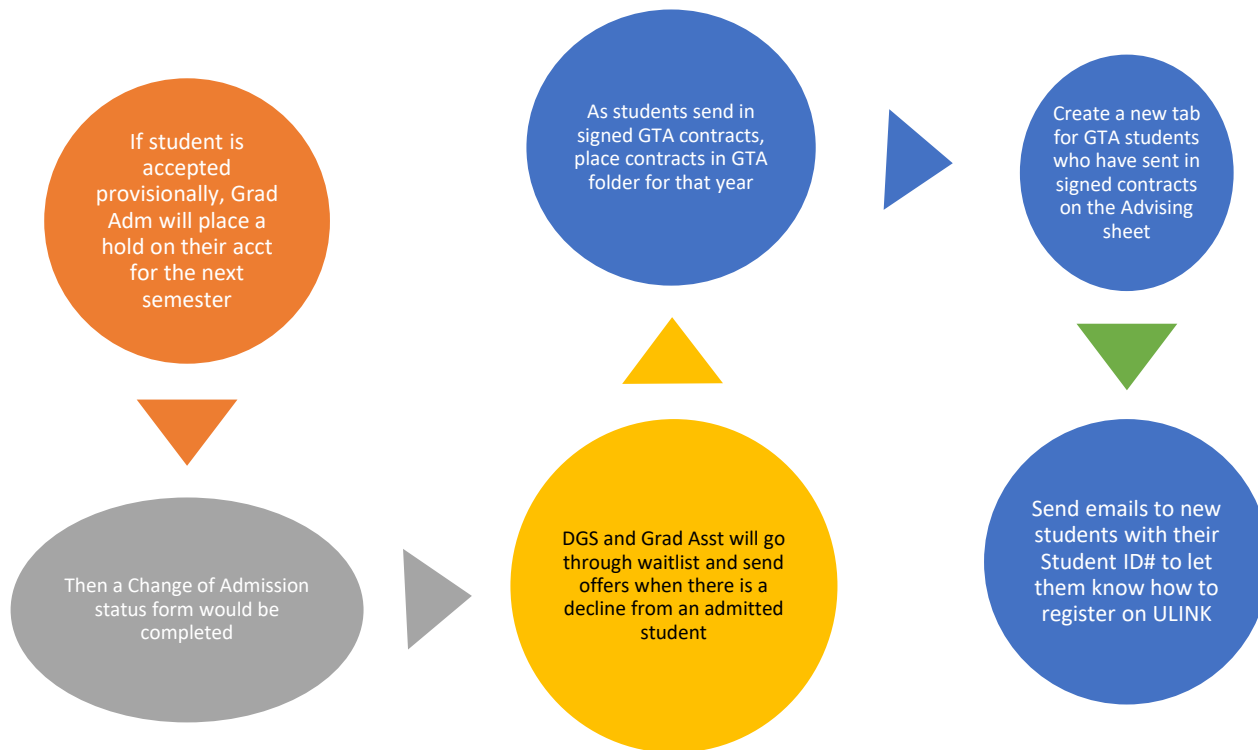 If student is
accepted
provisionally, Grad
Adm will place a
hold on their acct
for the next
semester
Then a Change of Admission
status form would be
completed
DGS and Grad Asst will go
through waitlist and send
offers when there is a
decline from an admitted
student
As students send in
signed GTA contracts,
place contracts in GTA
folder for that year
Create a new tab
for GTA students
who have sent in
signed contracts
on the Advising
sheet
Send emails to new
students with their
Student ID# to let
them know how to
register on ULINK